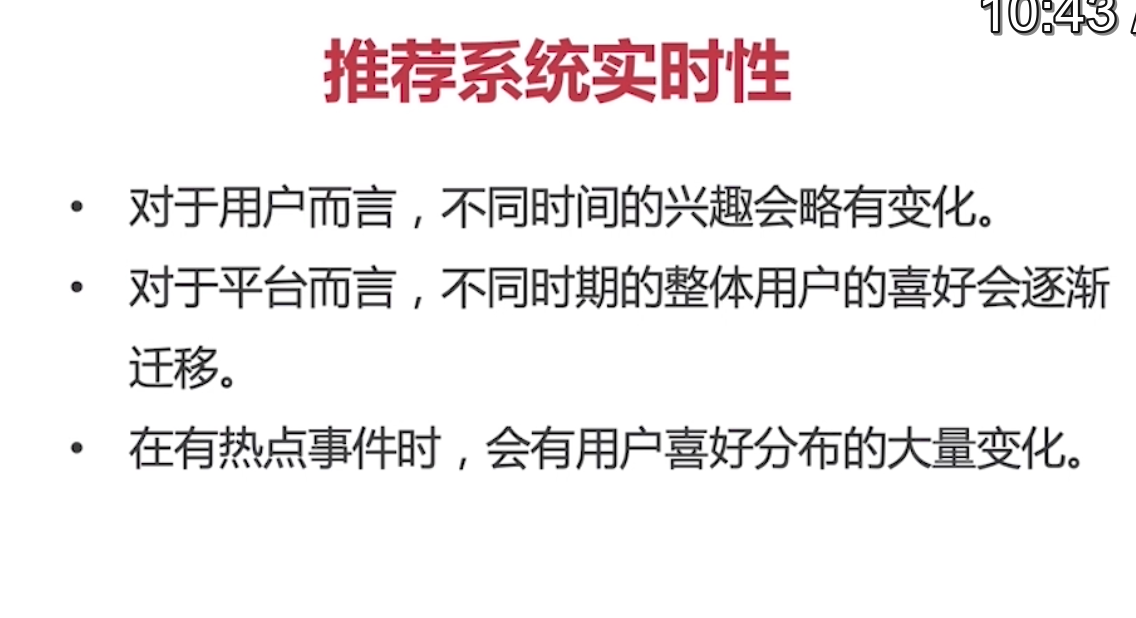 10:43
推荐系统实时性
• 对于用户而言，不同时间的兴趣会略有变化。
• 对于平台而言，不同时期的整体用户的喜好会逐渐
迁移。
• 在有热点事件时，会有用户喜好分布的大量变化。